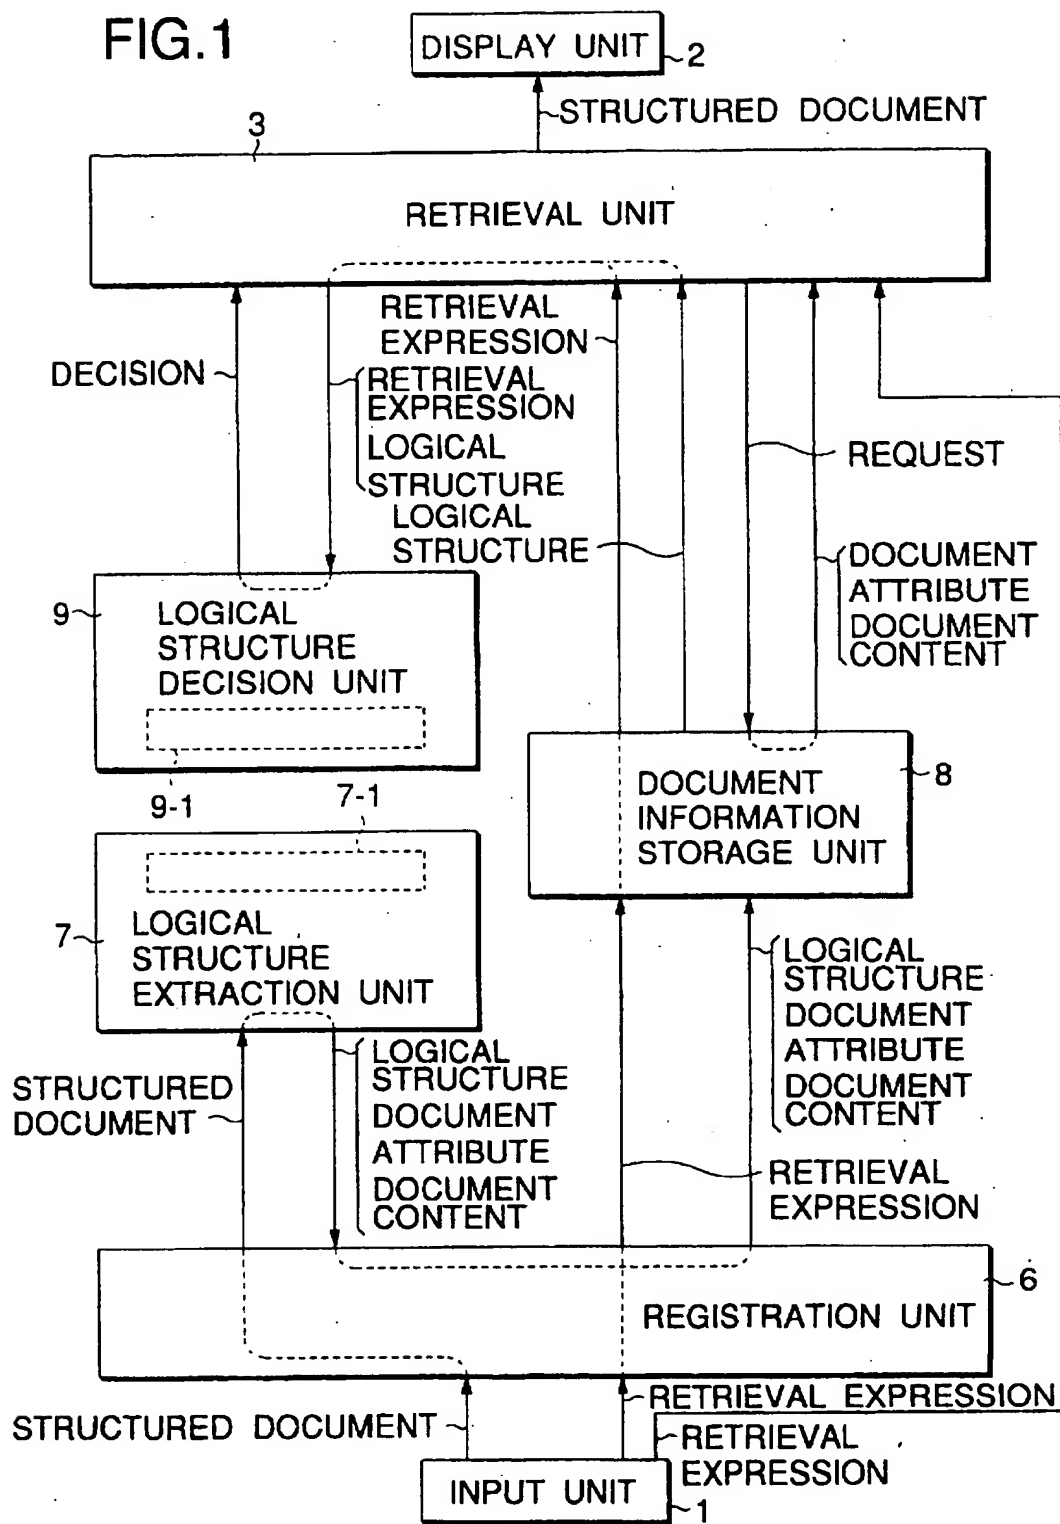 FIG.1
DISPLAY UNIT
2
STRUCTURED DOCUMENT
3
RETRIEVAL UNIT
RETRIEVAL
EXPRESSION
DECISION
RETRIEVAL
EXPRESSION
LOGICAL
STRUCTURE
REQUEST
LOGICAL
STRUCTURE
DOCUMENT
ATTRIBUTE
DOCUMENT
CONTENT
9
LOGICAL
STRUCTURE
DECISION UNIT
9-1
7-1
8
DOCUMENT
INFORMATION
STORAGE UNIT
7
LOGICAL
STRUCTURE
EXTRACTION UNIT
LOGICAL
STRUCTURE
DOCUMENT
ATTRIBUTE
DOCUMENT
CONTENT
STRUCTURED
DOCUMENT
LOGICAL
STRUCTURE
DOCUMENT
ATTRIBUTE
DOCUMENT
CONTENT
RETRIEVAL
EXPRESSION
6
REGISTRATION UNIT
RETRIEVAL EXPRESSION
STRUCTURED DOCUMENT
RETRIEVAL
EXPRESSION
INPUT UNIT
1